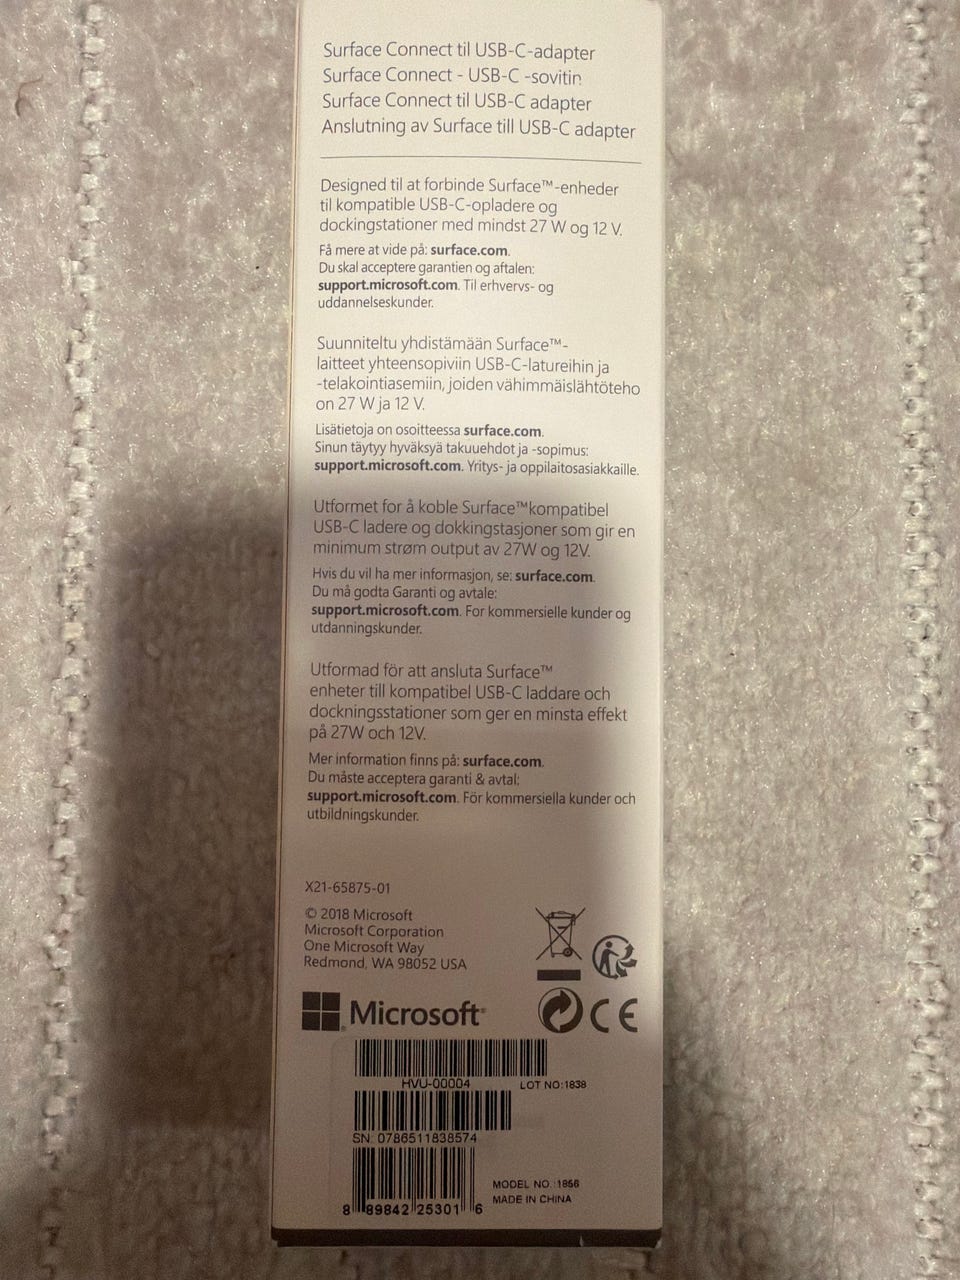 Surface Connect til USB-C-adapter
Surface Connect - USB-C -sovitin
Surface Connect til USB-C adapter
Anslutning av Surface till USB-C adapter
Designed til at forbinde Surface™-enheder
til kompatible USB-C-opladere og
dockingstationer med mindst 27 W og 12 V.
Få mere at vide på: surface.com.
Du skal acceptere garantien og aftalen:
support.microsoft.com. Til erhvervs- og
uddannelseskunder.
Suunniteltu yhdistämään Surface™-
laitteet yhteensopiviin USB-C-latureihin ja
-telakointiasemiin, joiden vähimmäislähtöteho
on 27 W ja 12 V.
Lisätietoja on osoitteessa surface.com.
Sinun täytyy hyväksyä takuuehdot ja -sopimus:
support.microsoft.com. Yritys- ja oppilaitosasiakkaille.
Utformet for å koble Surface™kompatibel
USB-C ladere og dokkingstasjoner som gir en
minimum strøm output av 27W og 12V.
Hvis du vil ha mer informasjon, se: surface.com.
Du må godta Garanti og avtale:
support.microsoft.com. For kommersielle kunder og
utdanningskunder.
Utformad för att ansluta Surface™
enheter till kompatibel USB-C laddare och
dockningsstationer som ger en minsta effekt
på 27W och 12V.
Mer information finns på: surface.com.
Du måste acceptera garanti & avtal:
support.microsoft.com. För kommersiella kunder och
utbildningskunder.
X21-65875-01
© 2018 Microsoft
Microsoft Corporation
One Microsoft Way
Redmond, WA 98052 USA
Microsoft
CE
HVU-00004
LOT NO:1838
SN: 0786511838574
MODEL NO.:1856
MADE IN CHINA
8 89842 25301 6